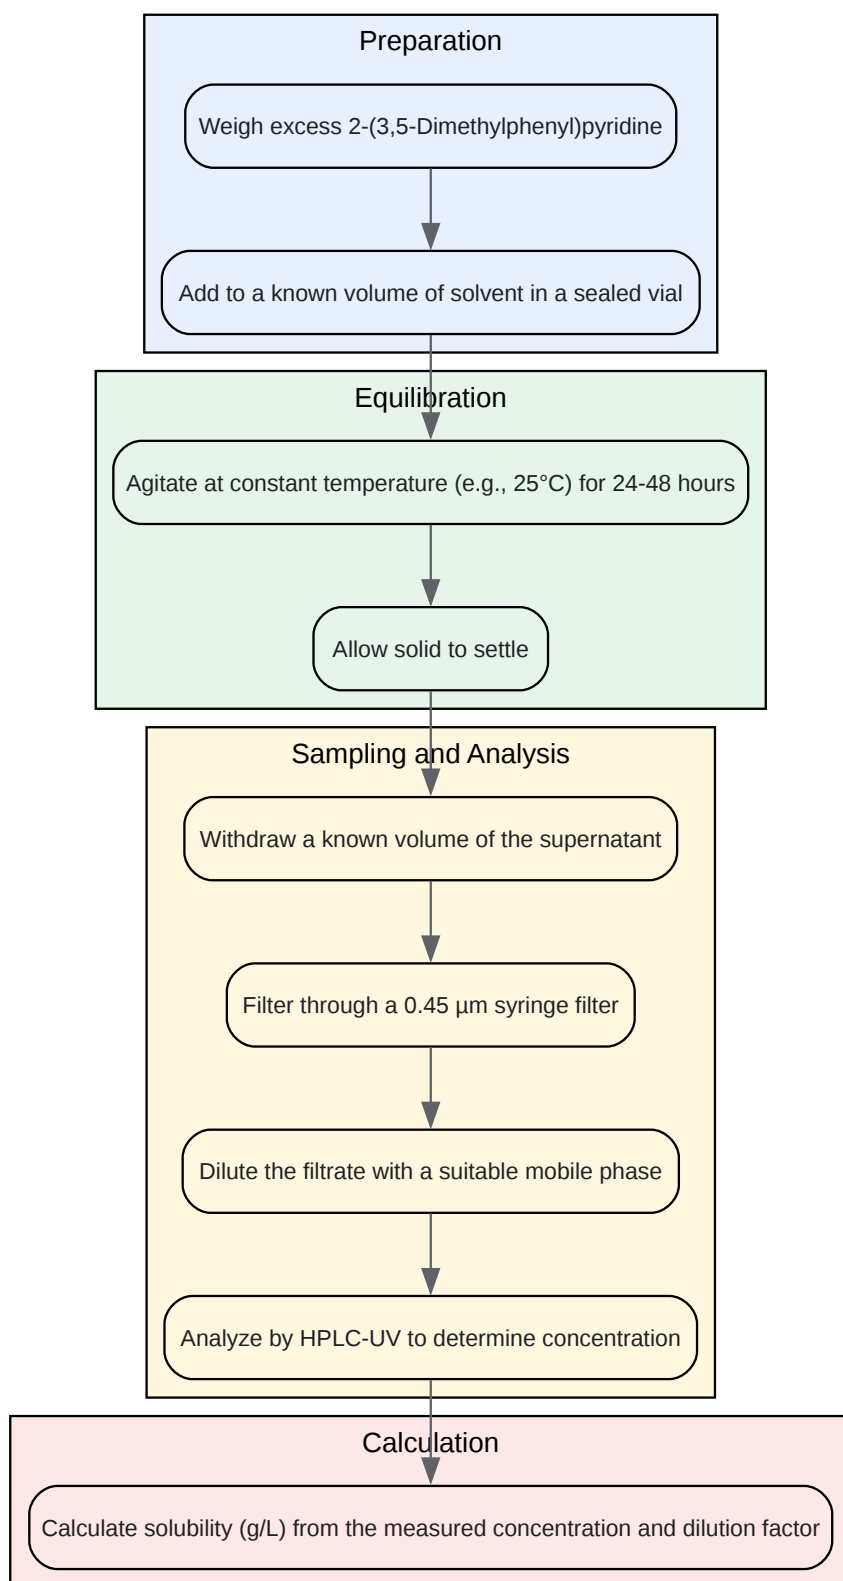 Preparation
Weigh excess 2-(3,5-Dimethylphenyl)pyridine
Add to a known volume of solvent in a sealed vial
Equilibration
Agitate at constant temperature (e.g., 25°C) for 24-48 hours
Allow solid to settle
Sampling and Analysis
Withdraw a known volume of the supernatant
Filter through a 0.45 µm syringe filter
Dilute the filtrate with a suitable mobile phase
Analyze by HPLC-UV to determine concentration
Calculation
Calculate solubility (g/L) from the measured concentration and dilution factor